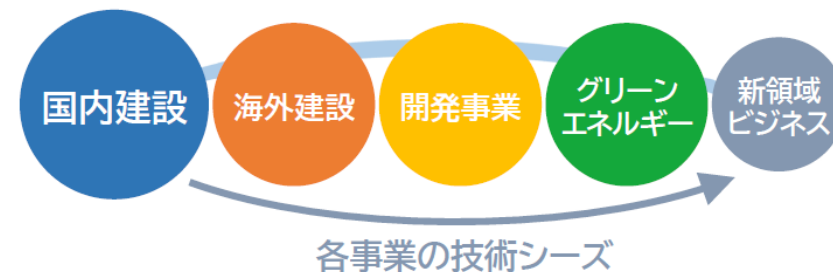 国内建設
海外建設
開発事業
グリーン
エネルギー
新領域
ビジネス
各事業の技術シーズ